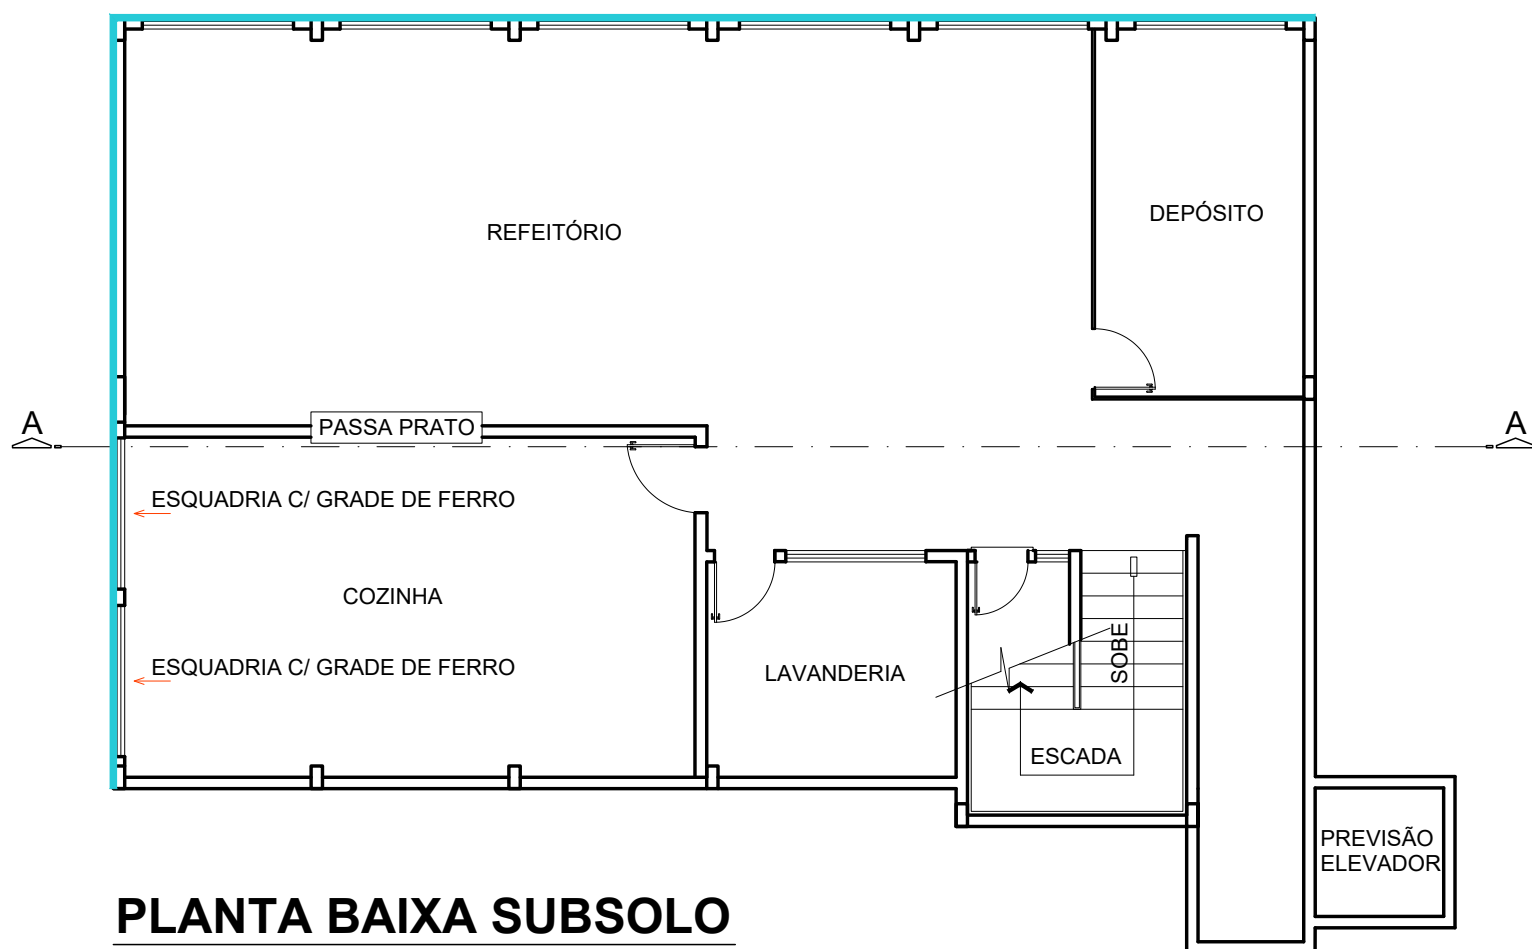 DEPÓSITO
REFEITÓRIO
A
A
PASSA PRATO
ESQUADRIA C/ GRADE DE FERRO
COZINHA
ESQUADRIA C/ GRADE DE FERRO
LAVANDERIA
SOBE
ESCADA
PREVISÃO
ELEVADOR
PLANTA BAIXA SUBSOLO